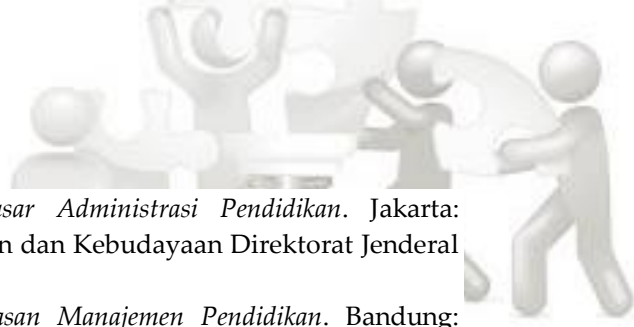 asar Administrasi Pendidikan. Jakarta:
n dan Kebudayaan Direktorat Jenderal
asan Manajemen Pendidikan. Bandung: